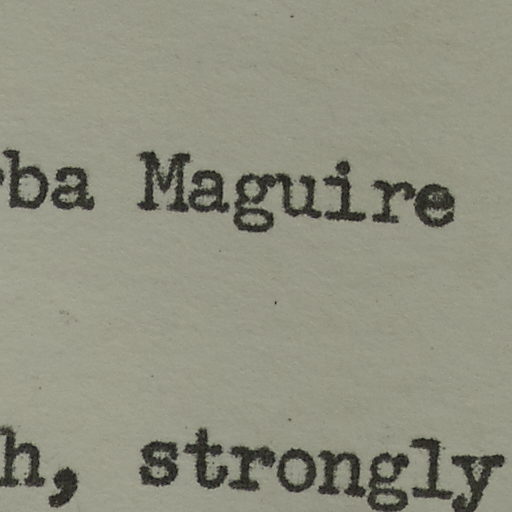 rba Maguire
h, strongly